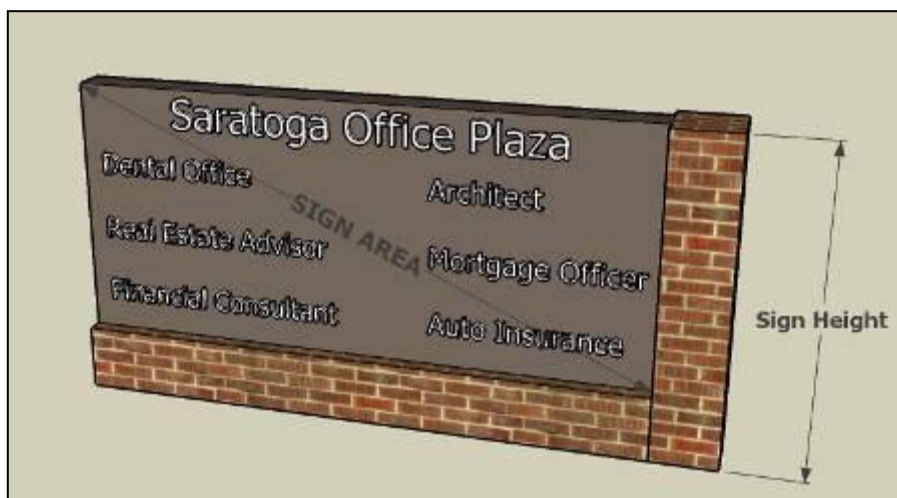 Saratoga Office Plaza
Dental Office
Architect
SIGN AREA
Real Estate Advisor
Mortgage Officer
Financial Consultant
Auto Insurance
Sign Height